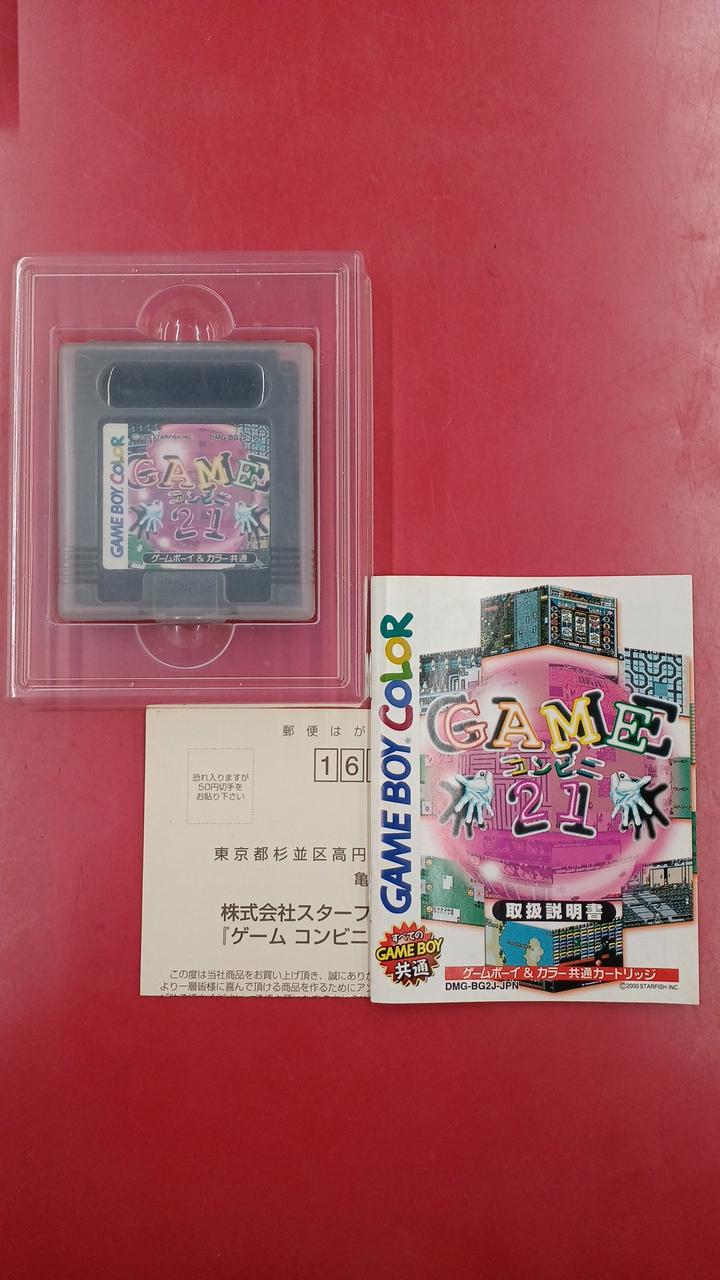 © 2000 STARFISH INC. DMG-BG2J-JPN
GAME BOY COLOR
GAME
コンビニ
21
ゲームボーイ & カラー共通
郵便はが
16
恐れ入りますが
50円切手を
お貼り下さい
東京都杉並区高円
亀
株式会社スターフ
『ゲーム コンビニ
この度は当社商品をお買い上げ頂き、誠にありが
より一層皆様に喜んで頂ける商品を作るためにアン
GAME BOY COLOR
GAME
コンビニ
21
取扱説明書
すべての
GAME BOY
共通
ゲームボーイ & カラー共通カートリッジ
DMG-BG2J-JPN
©2000 STARFISH INC.